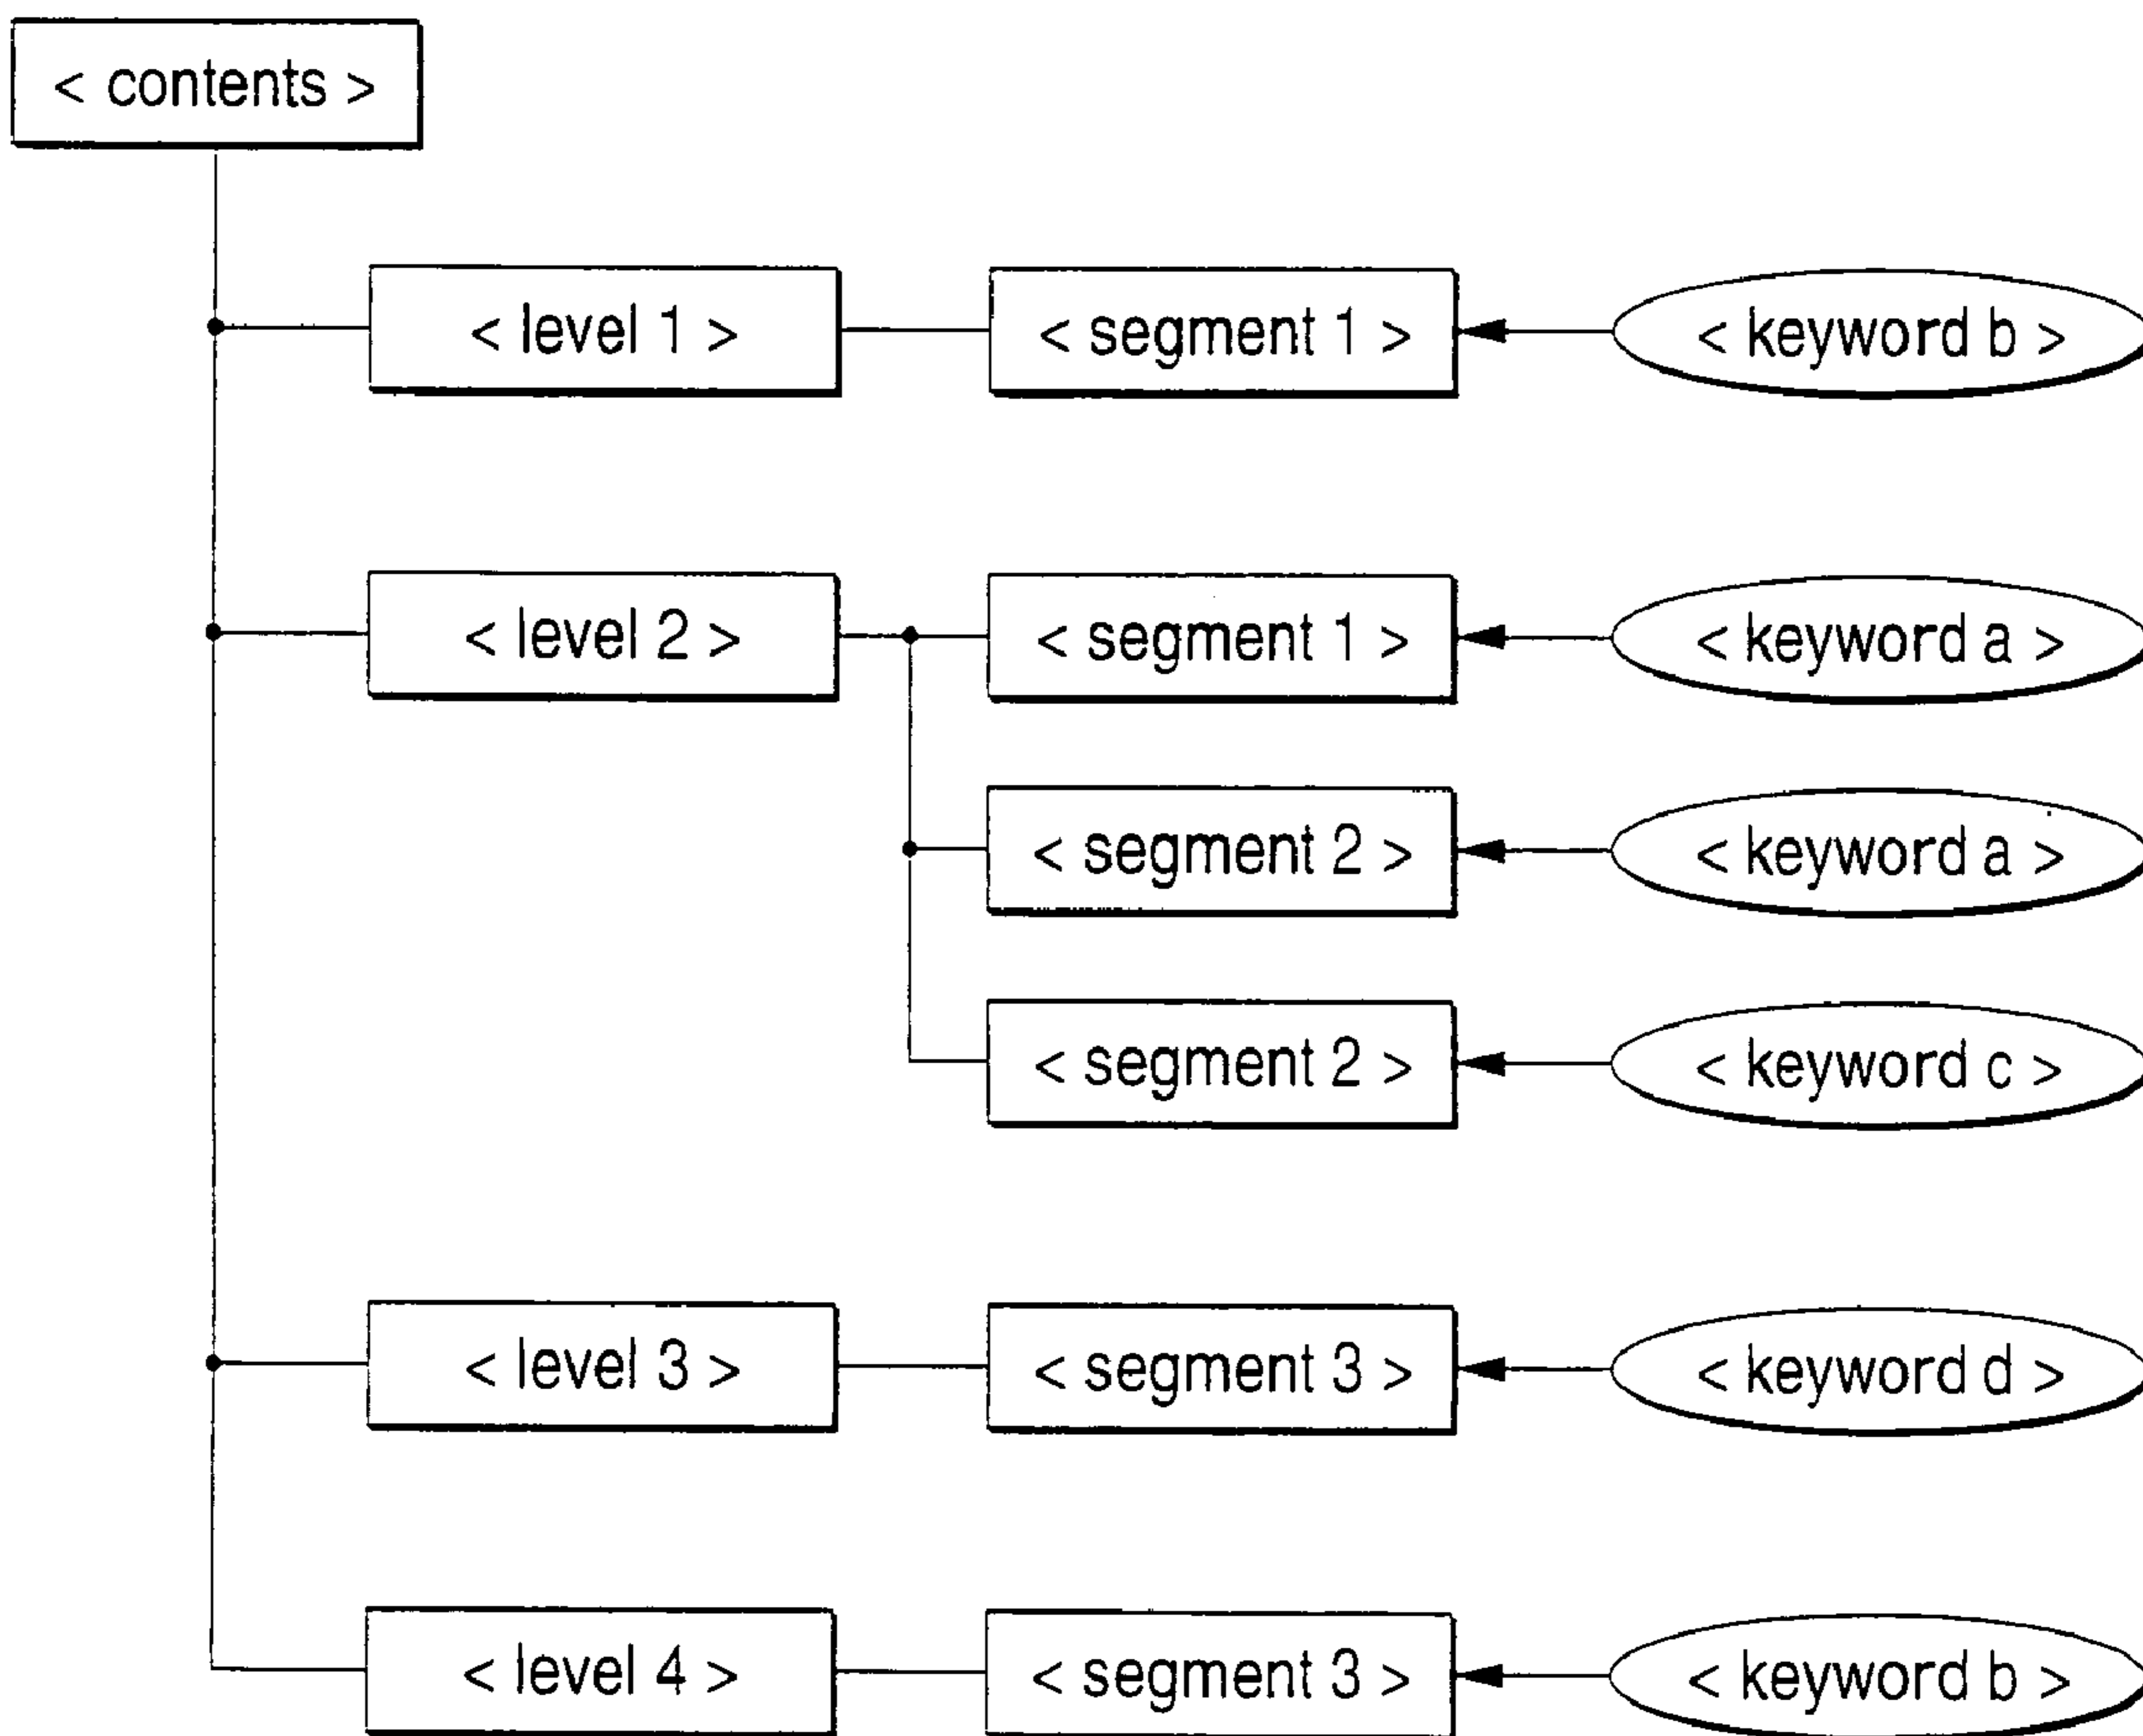 < contents >
< level 1 > < segment 1 > < keyword b >
< level 2 > < segment 1 > < keyword a >
< segment 2 > < keyword a >
< segment 2 > < keyword c >
< level 3 > < segment 3 > < keyword d >
< level 4 > < segment 3 > < keyword b >